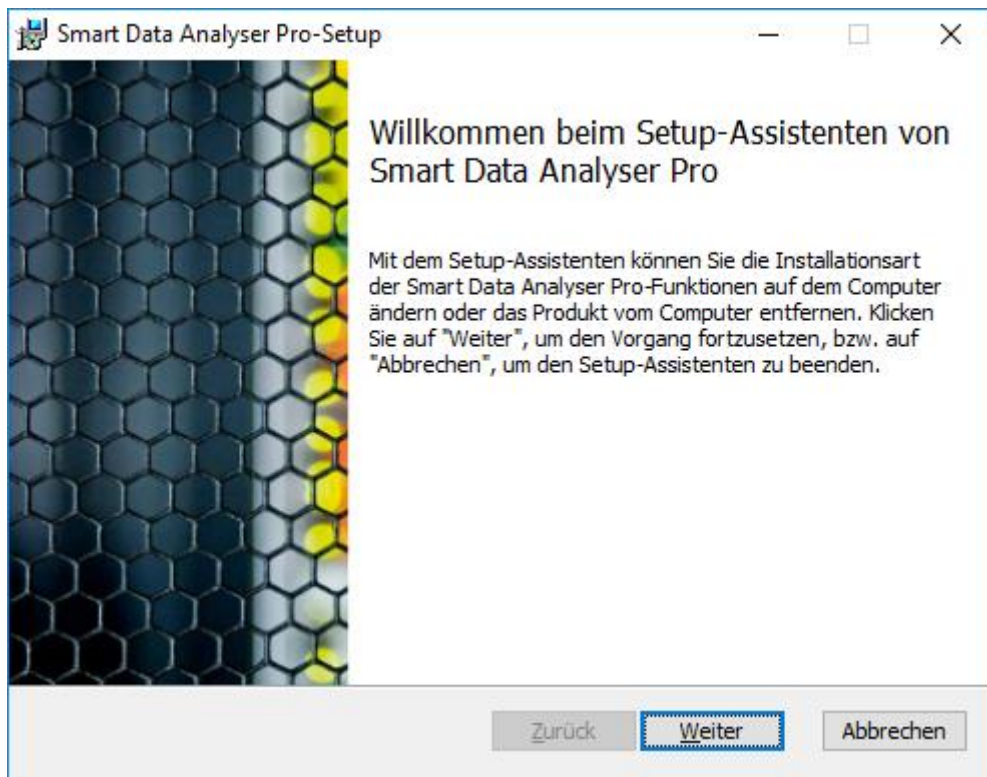 Smart Data Analyser Pro-Setup
Willkommen beim Setup-Assistenten von
Smart Data Analyser Pro
Mit dem Setup-Assistenten können Sie die Installationsart
der Smart Data Analyser Pro-Funktionen auf dem Computer
ändern oder das Produkt vom Computer entfernen. Klicken
Sie auf "Weiter", um den Vorgang fortzusetzen, bzw. auf
"Abbrechen", um den Setup-Assistenten zu beenden.
Zurück
Weiter
Abbrechen